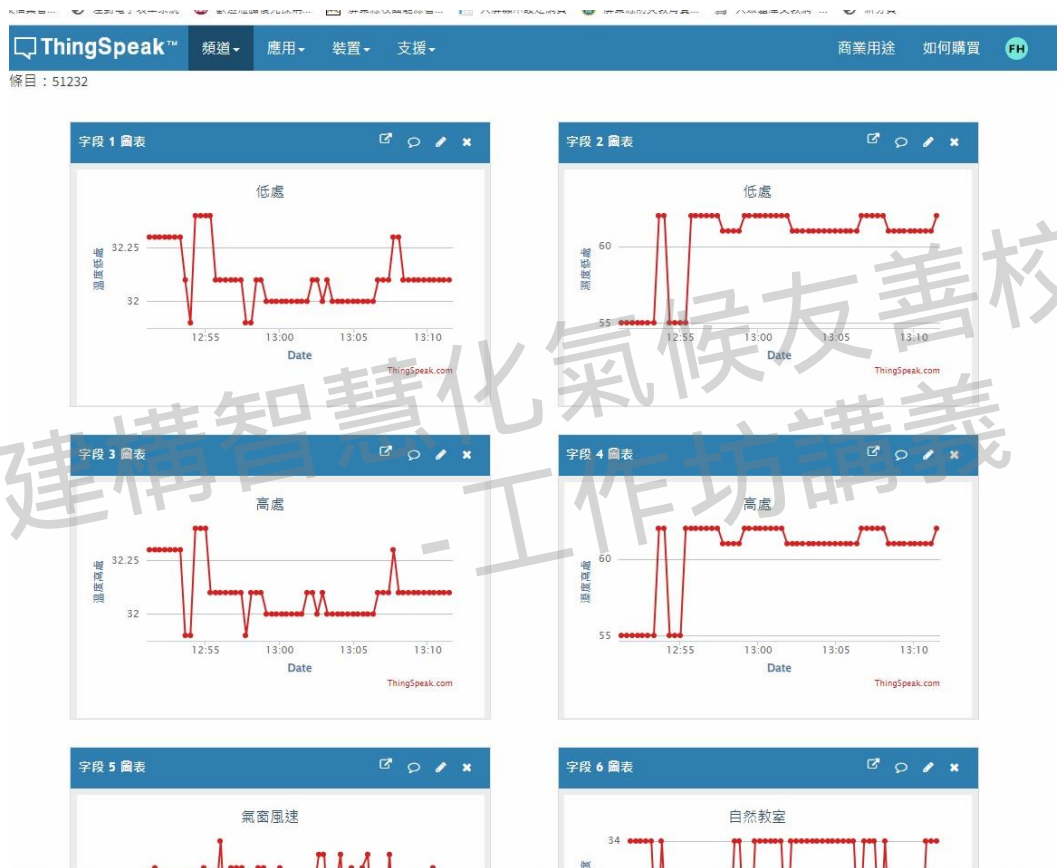 ThingSpeak™ 頻道 應用 裝置 支援 商業用途 如何購買 FH
條目：51232
字段 1 圖表
低處
32.25
32
溫度低處
12:55 13:00 13:05 13:10
Date
ThingSpeak.com
字段 2 圖表
低處
60
55
濕度低處
12:55 13:00 13:05 13:10
Date
ThingSpeak.com
建構智慧化氣候友善校
-工作坊講義
字段 3 圖表
高處
32.25
32
溫度高處
12:55 13:00 13:05 13:10
Date
ThingSpeak.com
字段 4 圖表
高處
60
55
濕度高處
12:55 13:00 13:05 13:10
Date
ThingSpeak.com
字段 5 圖表
氣窗風速
字段 6 圖表
自然教室
34